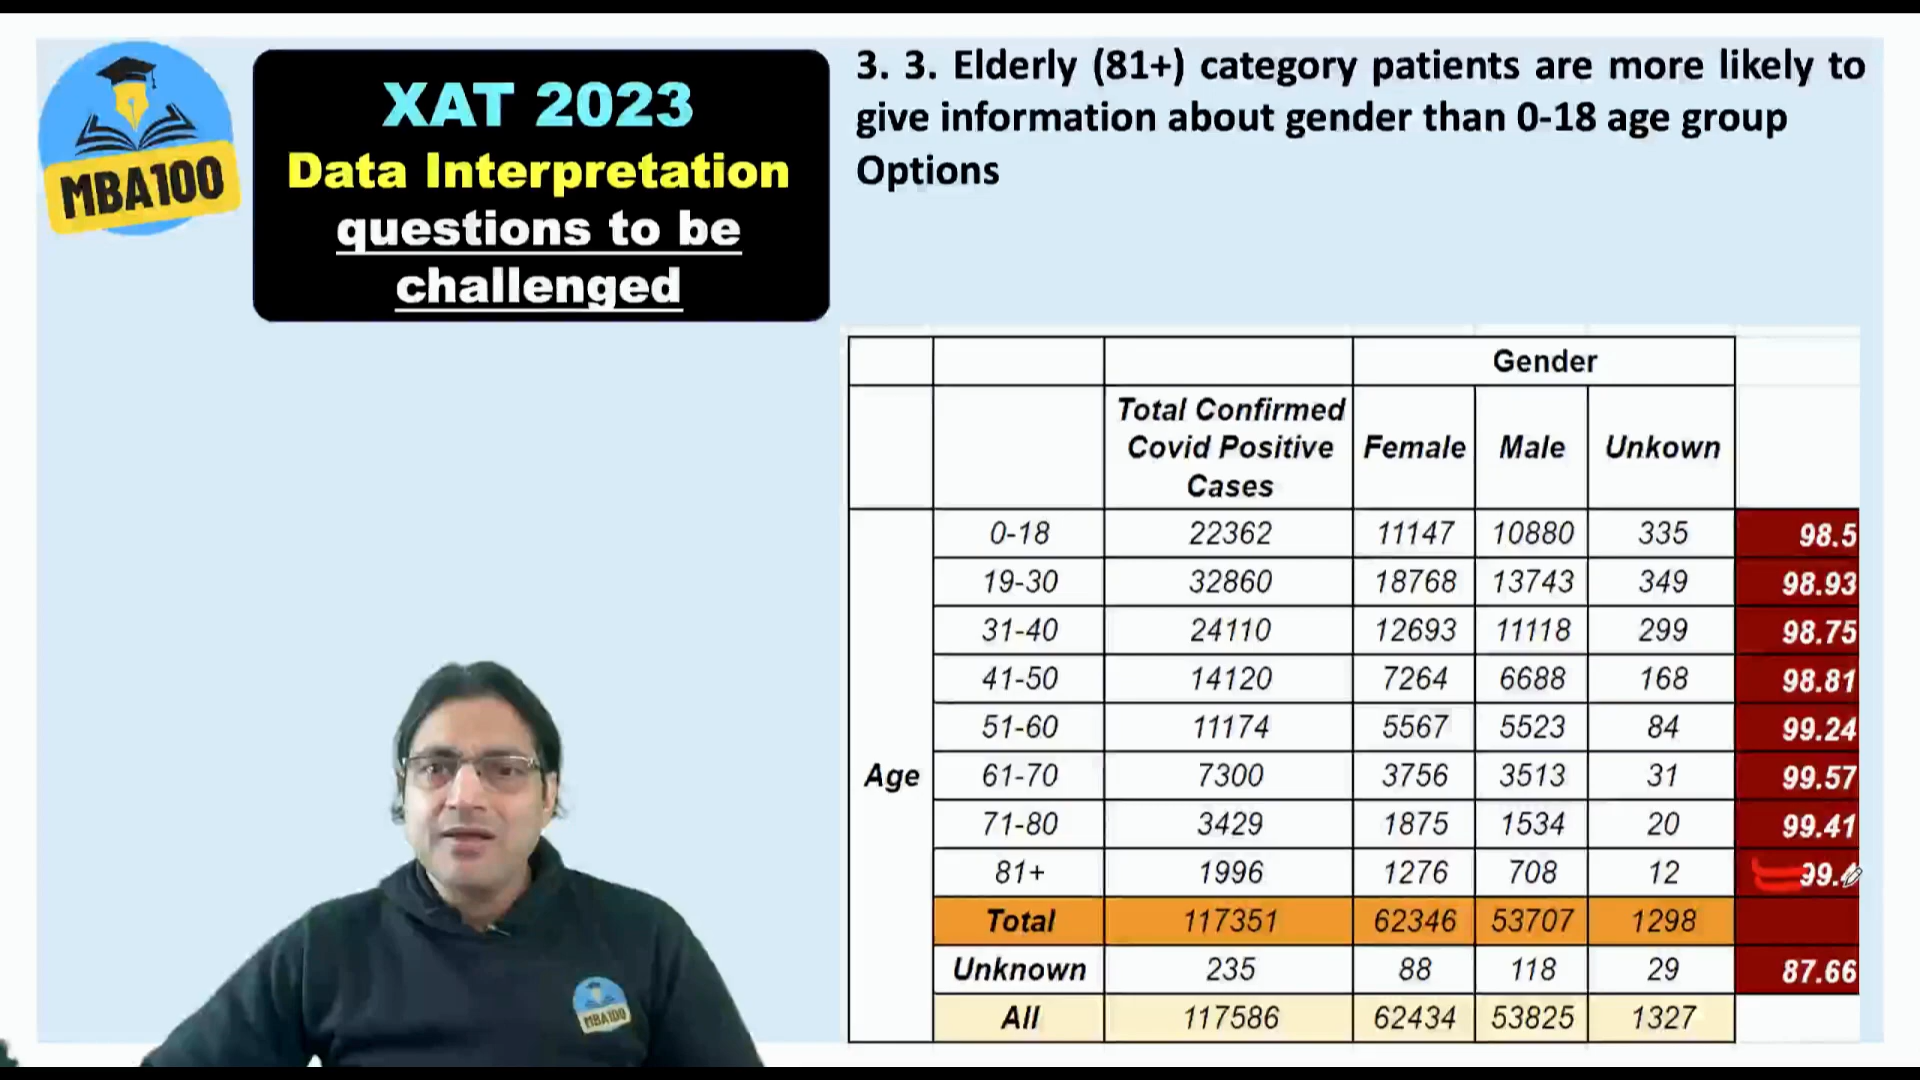 MBA100
XAT 2023
Data Interpretation
questions to be
challenged
3. 3. Elderly (81+) category patients are more likely to
give information about gender than 0-18 age group
Options
Gender
Total Confirmed
Covid Positive
Cases
Female
Male
Unkown
Age
0-18 22362 11147 10880 335 98.5
19-30 32860 18768 13743 349 98.93
31-40 24110 12693 11118 299 98.75
41-50 14120 7264 6688 168 98.81
51-60 11174 5567 5523 84 99.24
61-70 7300 3756 3513 31 99.57
71-80 3429 1875 1534 20 99.41
81+ 1996 1276 708 12
Total 117351 62346 53707 1298
Unknown 235 88 118 29 87.66
All 117586 62434 53825 1327
MBA100